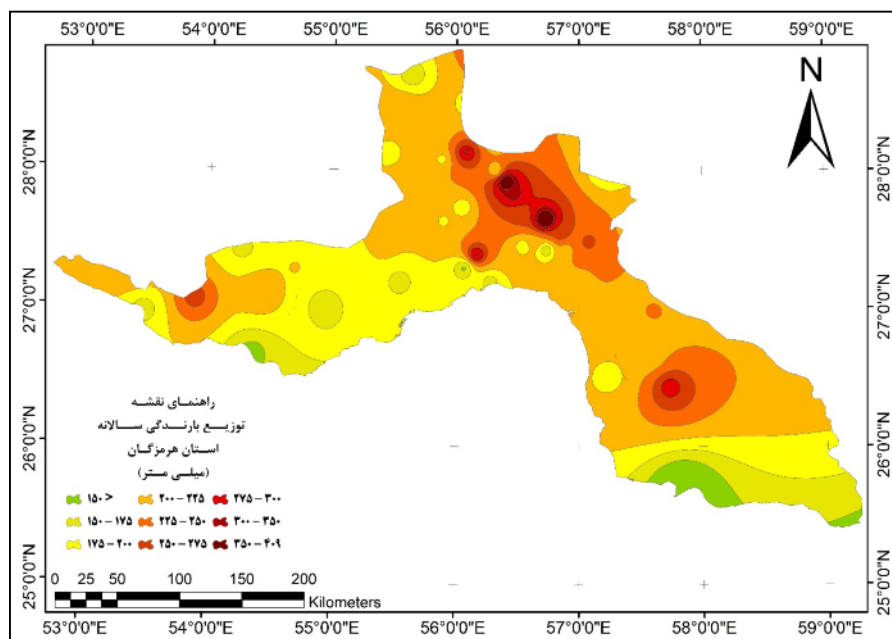 53°0'0"E 54°0'0"E 55°0'0"E 56°0'0"E 57°0'0"E 58°0'0"E 59°0'0"E
N
28°0'0"N 28°0'0"N
27°0'0"N 27°0'0"N
26°0'0"N 26°0'0"N
25°0'0"N 25°0'0"N
راهنمای نقشه
توزیع بارندگی سالانه
استان هرمزگان
(میلی متر)
۱۵۰ > ۲۰۰ – ۲۲۵ ۲۷۵ – ۳۰۰
۱۵۰ – ۱۷۵ ۲۲۵ – ۲۵۰ ۳۰۰ – ۳۵۰
۱۷۵ – ۲۰۰ ۲۵۰ – ۲۷۵ ۳۵۰ – ۴۰۹
0 25 50 100 150 200
Kilometers
53°0'0"E 54°0'0"E 55°0'0"E 56°0'0"E 57°0'0"E 58°0'0"E 59°0'0"E